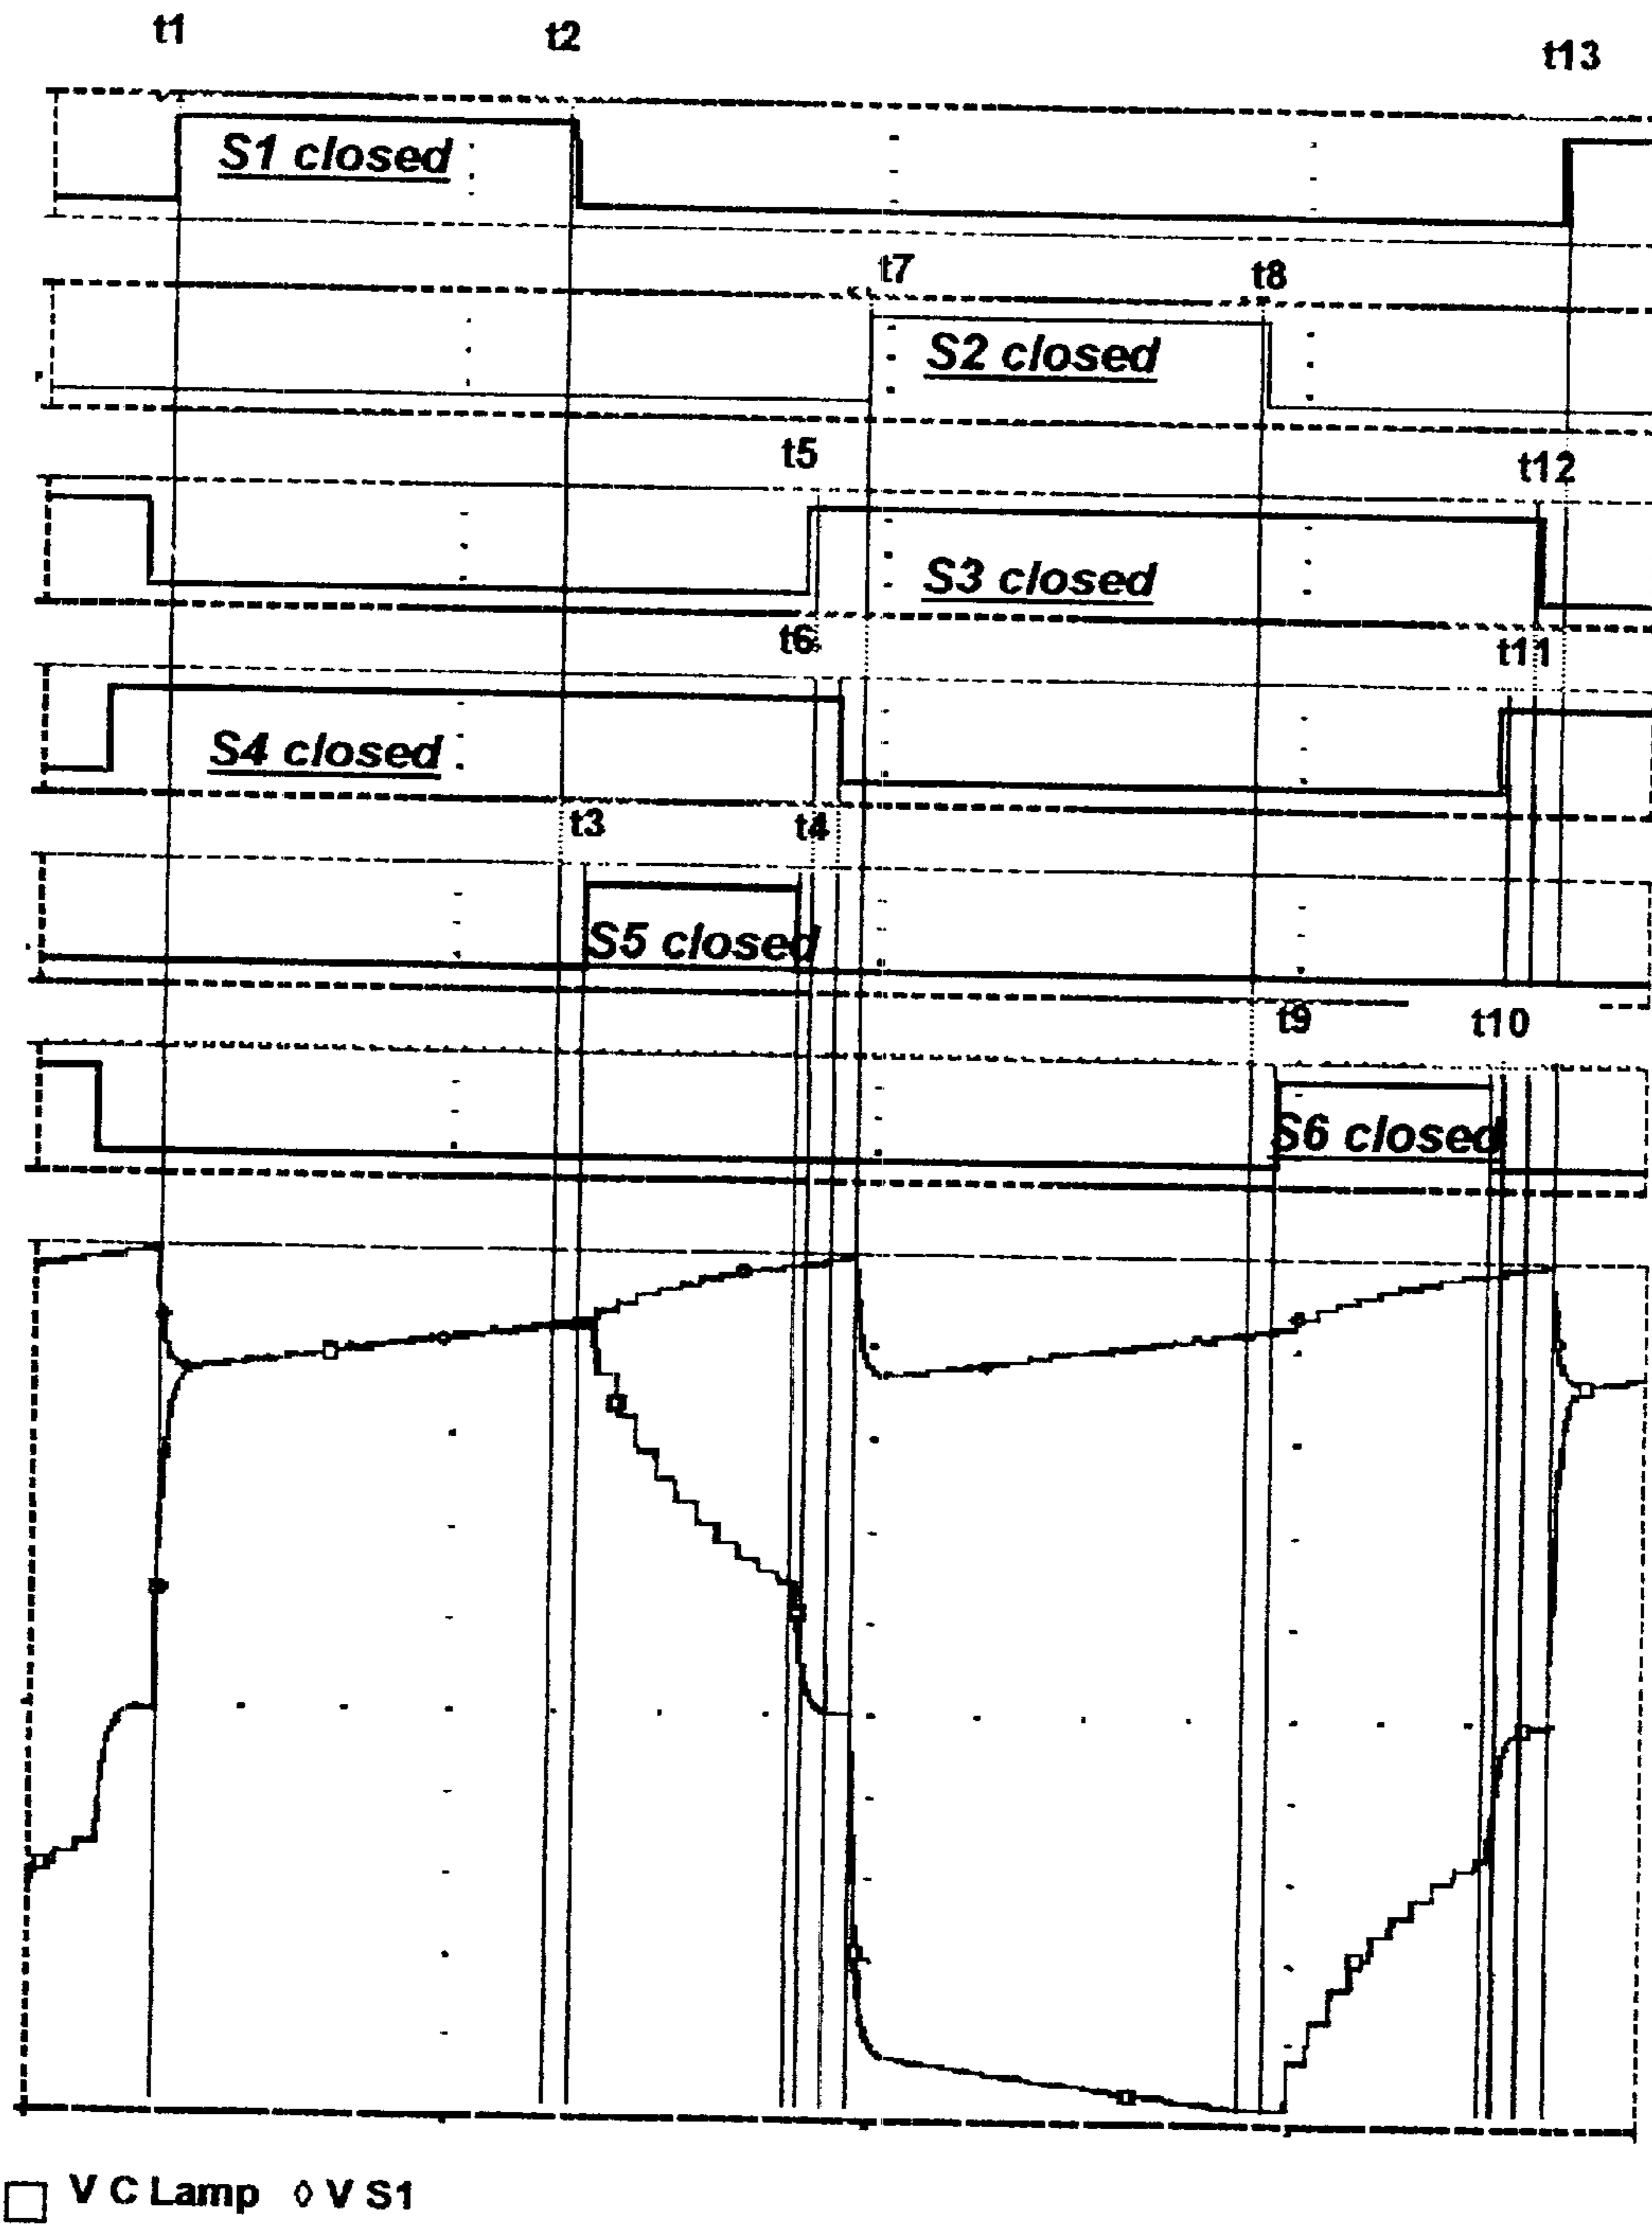 t1
t2
t13
S1 closed
t7
t8
S2 closed
t5
t12
S3 closed
t6
t11
S4 closed
t3
t4
S5 closed
t9
t10
S6 closed
V C Lamp
V S1